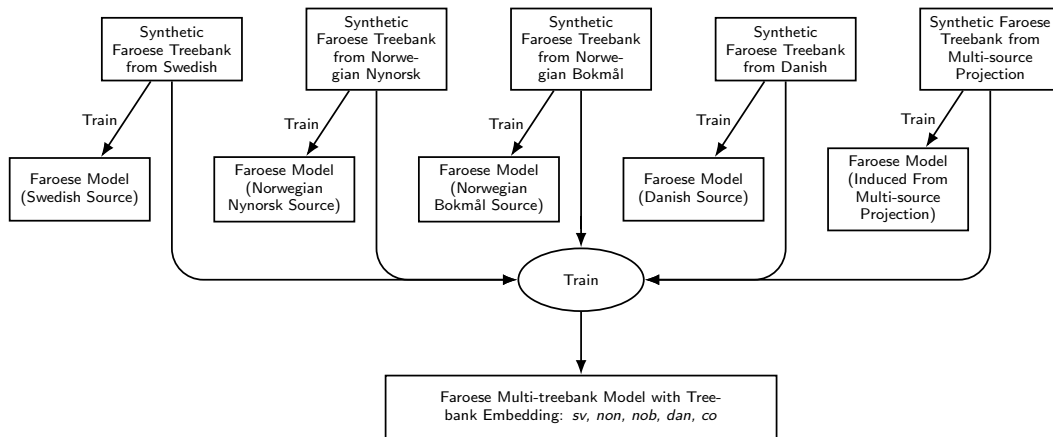 Synthetic
Faroese Treebank
from Swedish
Synthetic
Faroese Treebank
from Norwe-
gian Nynorsk
Synthetic
Faroese Treebank
from Norwe-
gian Bokmål
Synthetic
Faroese Treebank
from Danish
Synthetic Faroese
Treebank from
Multi-source
Projection
Train
Train
Train
Train
Train
Faroese Model
(Swedish Source)
Faroese Model
(Norwegian
Nynorsk Source)
Faroese Model
(Norwegian
Bokmål Source)
Faroese Model
(Danish Source)
Faroese Model
(Induced From
Multi-source
Projection)
Train
Faroese Multi-treebank Model with Tree-
bank Embedding: sv, non, nob, dan, co